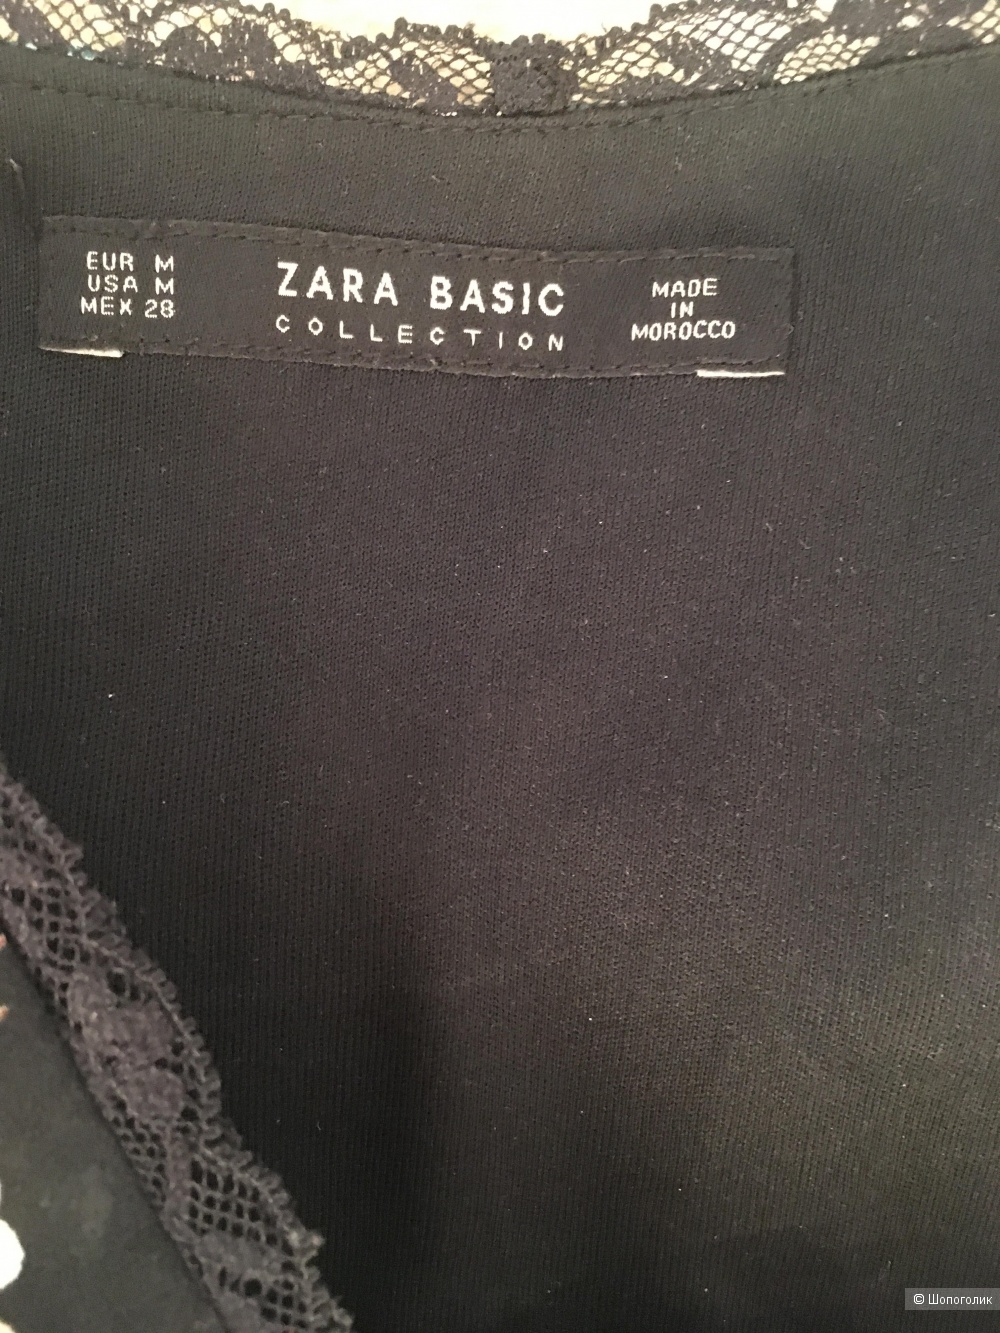 EUR M
USA M
MEX 28
ZARA BASIC
COLLECTION
MADE
IN
MOROCCO
© Шопоголик